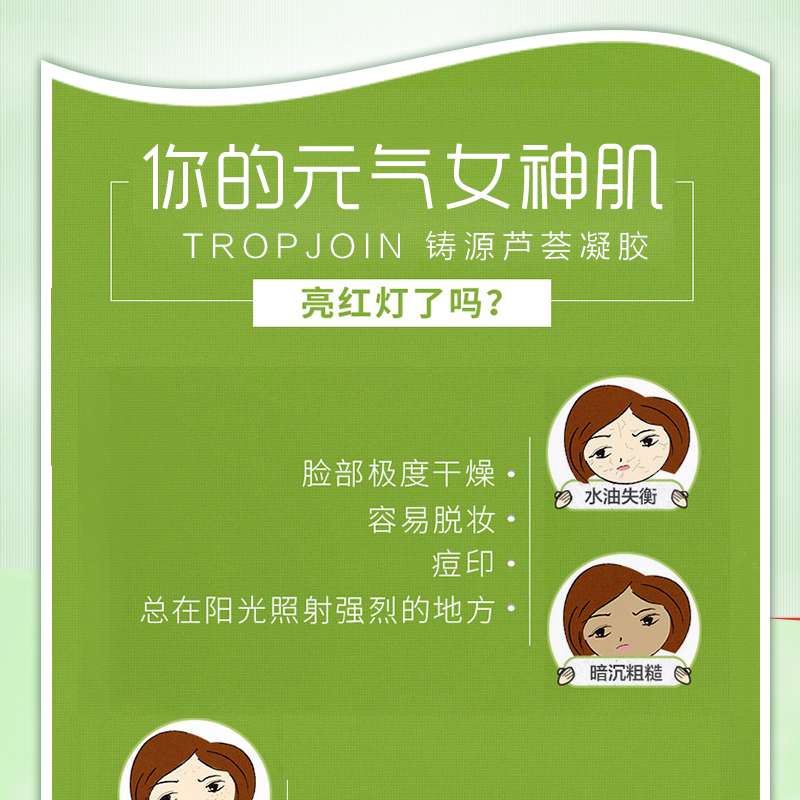 你的元气女神肌
TROPJOIN 铸源芦荟凝胶
亮红灯了吗?
脸部极度干燥
容易脱妆
痘印
总在阳光照射强烈的地方
水油失衡
暗沉粗糙